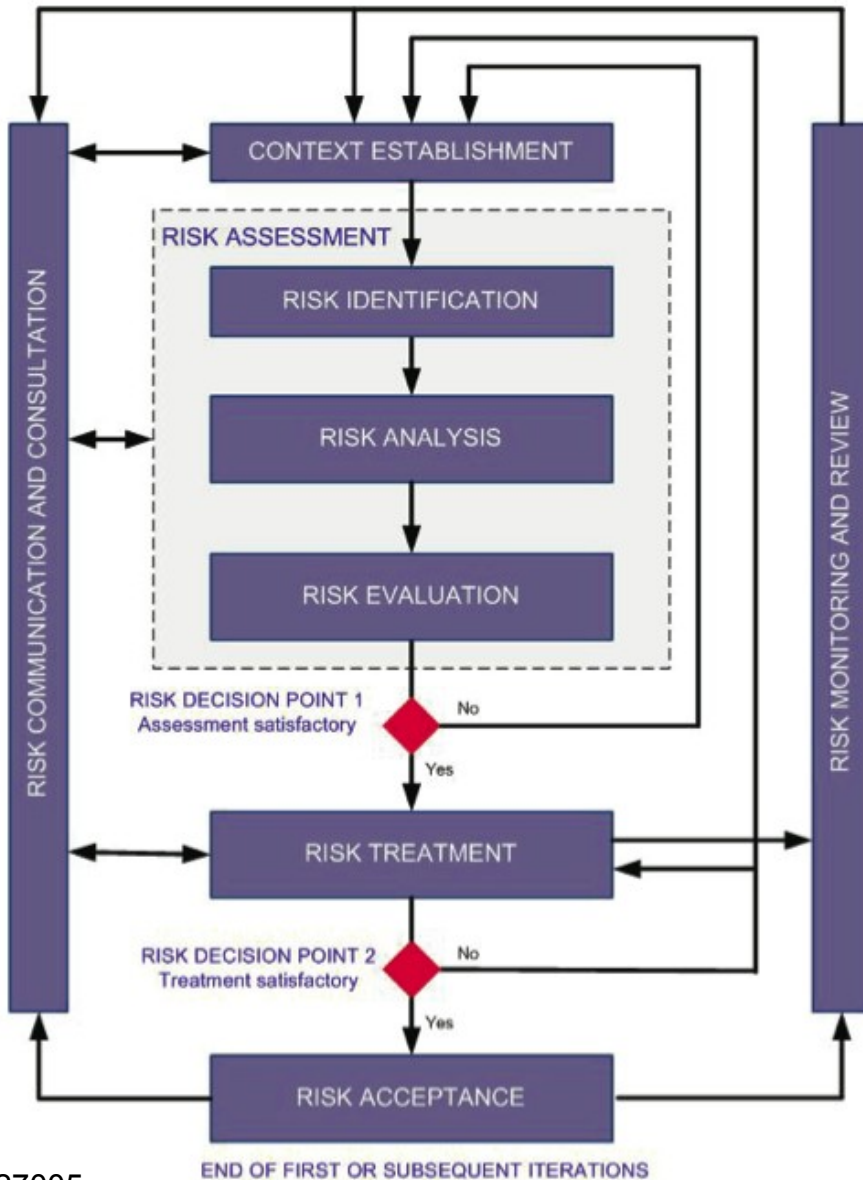 CONTEXT ESTABLISHMENT
RISK ASSESSMENT
RISK IDENTIFICATION
RISK COMMUNICATION AND CONSULTATION
RISK ANALYSIS
RISK MONITORING AND REVIEW
RISK EVALUATION
RISK DECISION POINT 1
Assessment satisfactory
No
Yes
RISK TREATMENT
RISK DECISION POINT 2
Treatment satisfactory
No
Yes
RISK ACCEPTANCE
END OF FIRST OR SUBSEQUENT ITERATIONS